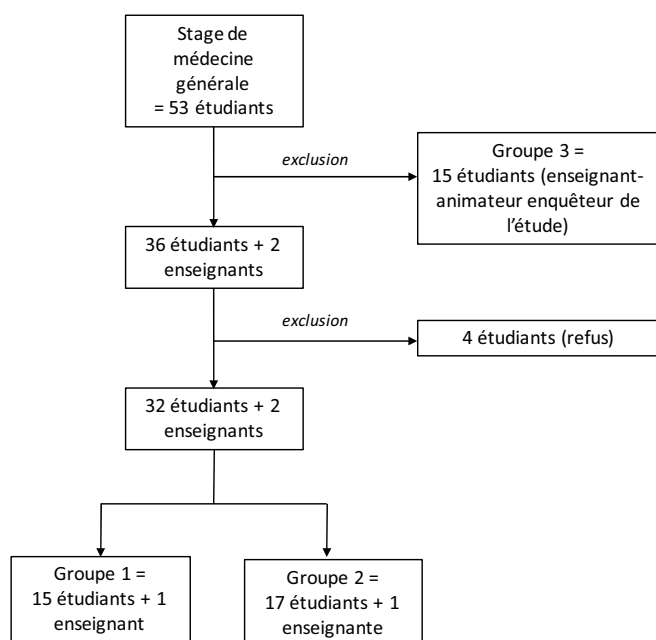 Stage de
médecine
générale
= 53 étudiants
exclusion
Groupe 3 =
15 étudiants (enseignant-
animateur enquêteur de
l’étude)
36 étudiants + 2
enseignants
exclusion
4 étudiants (refus)
32 étudiants + 2
enseignants
Groupe 1 =
15 étudiants + 1
enseignant
Groupe 2 =
17 étudiants + 1
enseignante